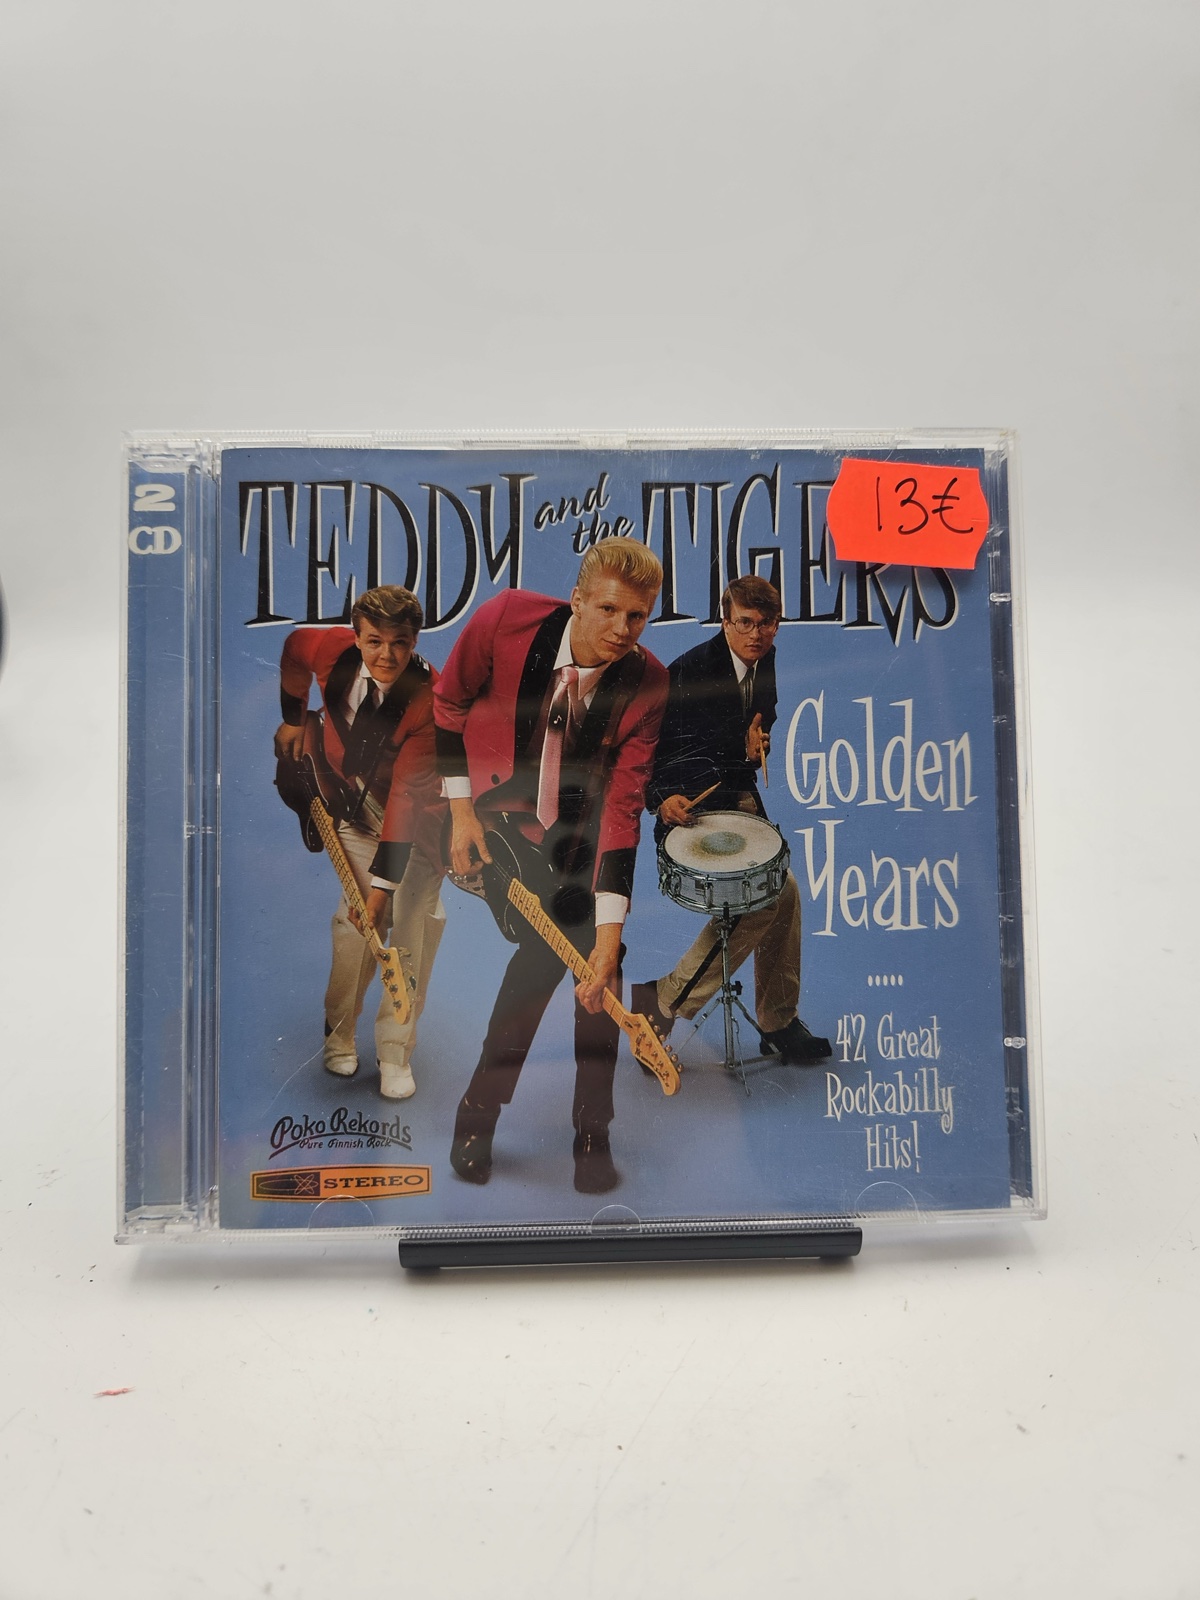 2
CD
TEDDY and the TIGERS
13€
Golden
Years
.....
42 Great
Rockabilly
Hits!
Poko Rekords
Pure Finnish Rock
STEREO